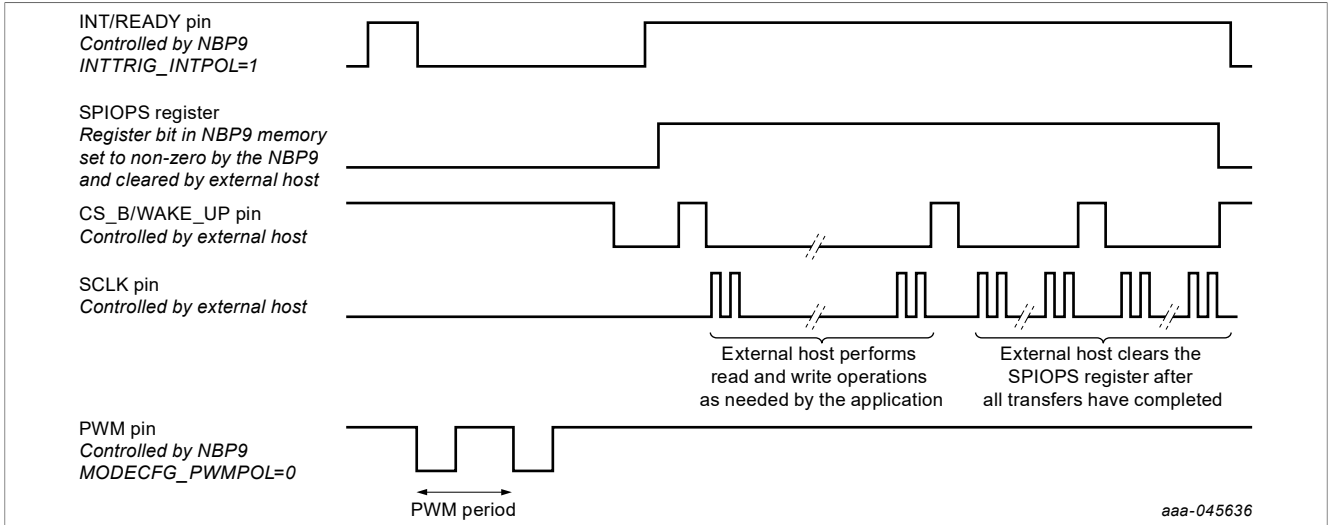 INT/READY pin
Controlled by NBP9
INTTRIG_INTPOL=1
SPIOPS register
Register bit in NBP9 memory
set to non-zero by the NBP9
and cleared by external host
CS_B/WAKE_UP pin
Controlled by external host
SCLK pin
Controlled by external host
External host performs
read and write operations
as needed by the application
External host clears the
SPIOPS register after
all transfers have completed
PWM pin
Controlled by NBP9
MODECFG_PWMPOL=0
PWM period
aaa-045636